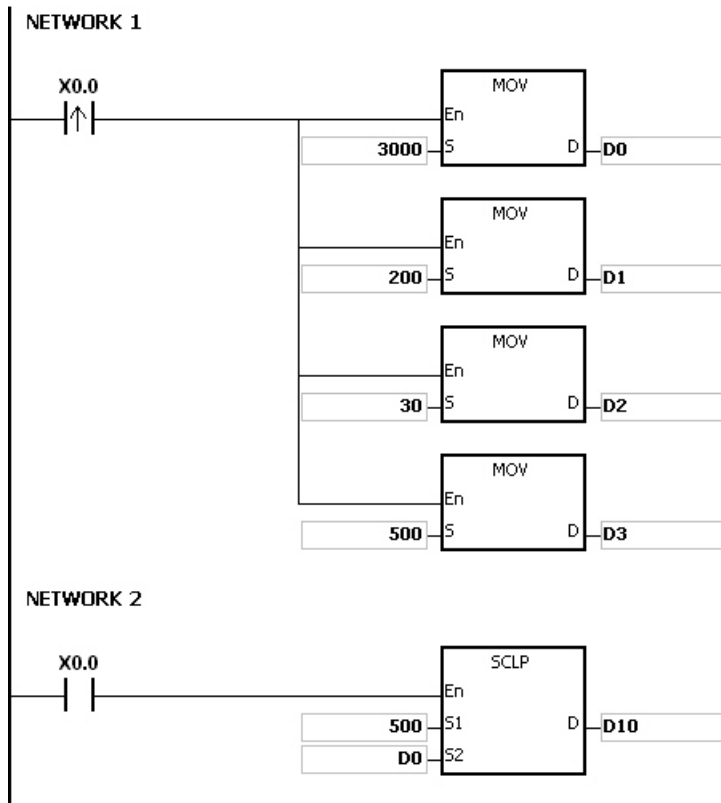 NETWORK 1
X0.0
MOV
En
3000 S D D0
MOV
En
200 S D D1
MOV
En
30 S D D2
MOV
En
500 S D D3
NETWORK 2
X0.0
SCLP
En
500 S1 D D10
D0 S2